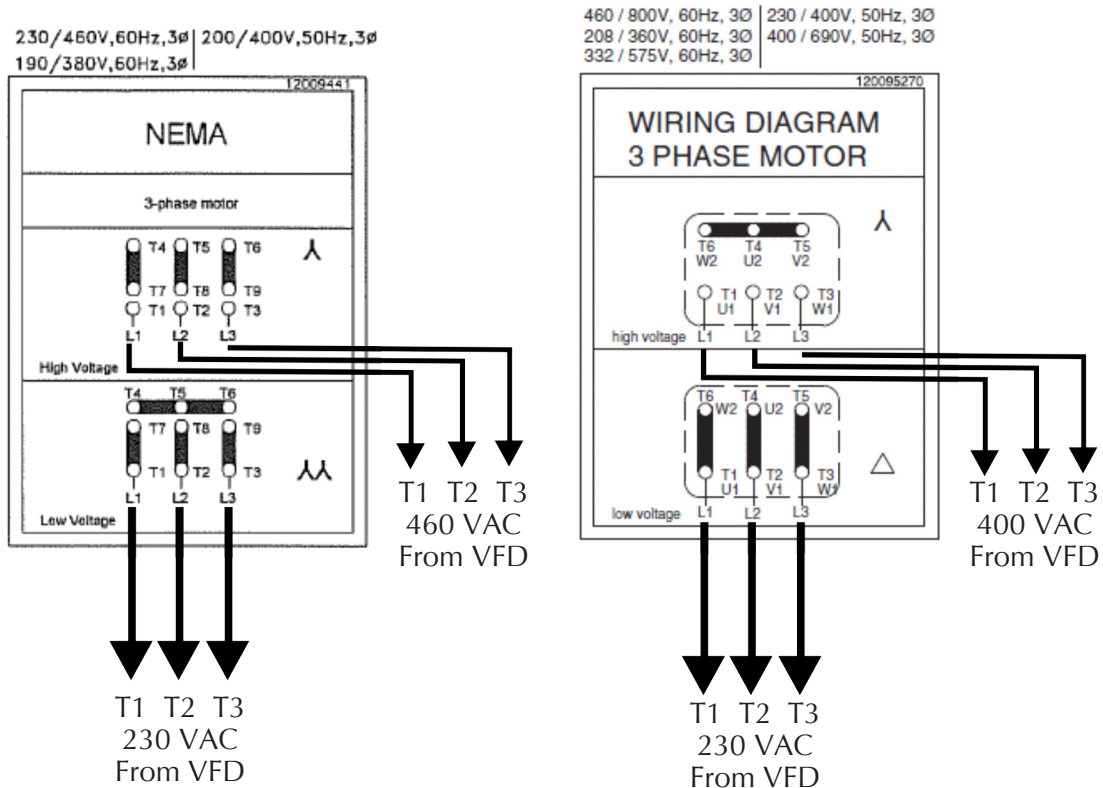 230/460V,60Hz,3ø 200/400V,50Hz,3ø
190/380V,60Hz,3ø
12009441
NEMA
3-phase motor
T4 T5 T6
T7 T8 T9
T1 T2 T3
L1 L2 L3
High Voltage
T4 T5 T6
T7 T8 T9
T1 T2 T3
L1 L2 L3
Low Voltage
T1 T2 T3
460 VAC
From VFD
T1 T2 T3
230 VAC
From VFD
460 / 800V, 60Hz, 3Ø 230 / 400V, 50Hz, 3Ø
208 / 360V, 60Hz, 3Ø 400 / 690V, 50Hz, 3Ø
332 / 575V, 60Hz, 3Ø
120095270
WIRING DIAGRAM
3 PHASE MOTOR
T6 T4 T5
W2 U2 V2
T1 T2 T3
U1 V1 W1
high voltage L1 L2 L3
T6 T4 T5
W2 U2 V2
T1 T2 T3
U1 V1 W1
low voltage L1 L2 L3
T1 T2 T3
400 VAC
From VFD
T1 T2 T3
230 VAC
From VFD